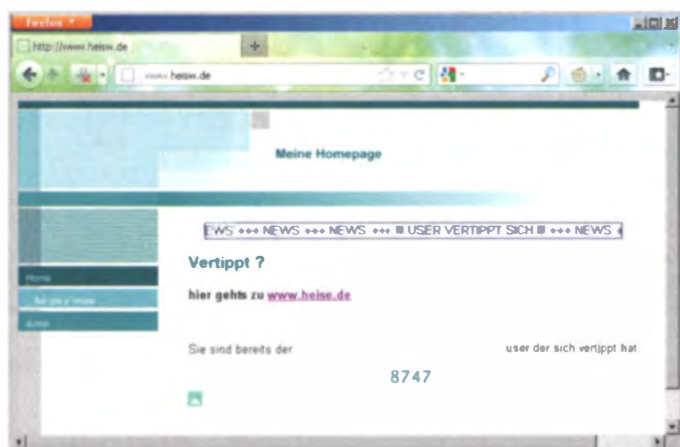 Firefox
http://www.heisw.de
www.heisw.de
Meine Homepage
EWS +++ NEWS +++ NEWS +++ USER VERTIPPT SICH +++ NEWS
Vertippt ?
hier gehts zu www.heise.de
Home
Sie sind bereits der user der sich vertippt hat
8747